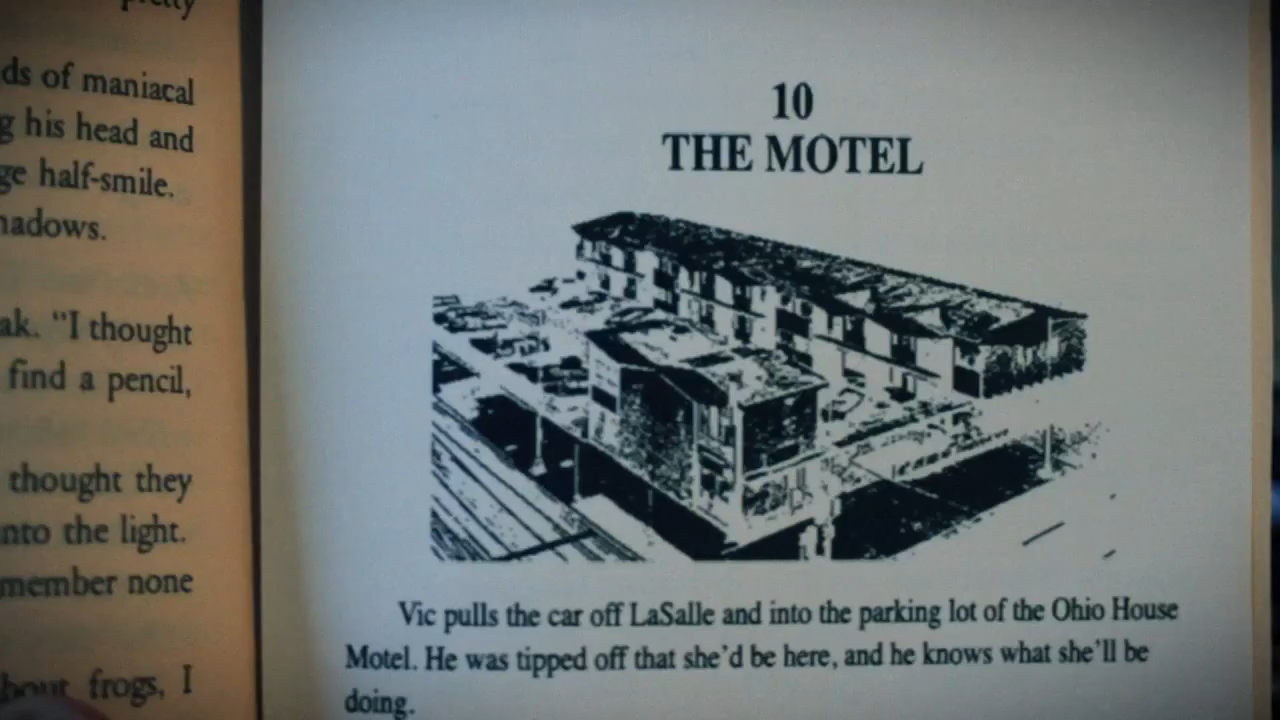 pretty
ds of maniacal
g his head and
ge half-smile.
hadows.
ak. "I thought
find a pencil,
thought they
nto the light.
member none
bout frogs, I
10
THE MOTEL
Vic pulls the car off LaSalle and into the parking lot of the Ohio House
Motel. He was tipped off that she'd be here, and he knows what she'll be
doing.